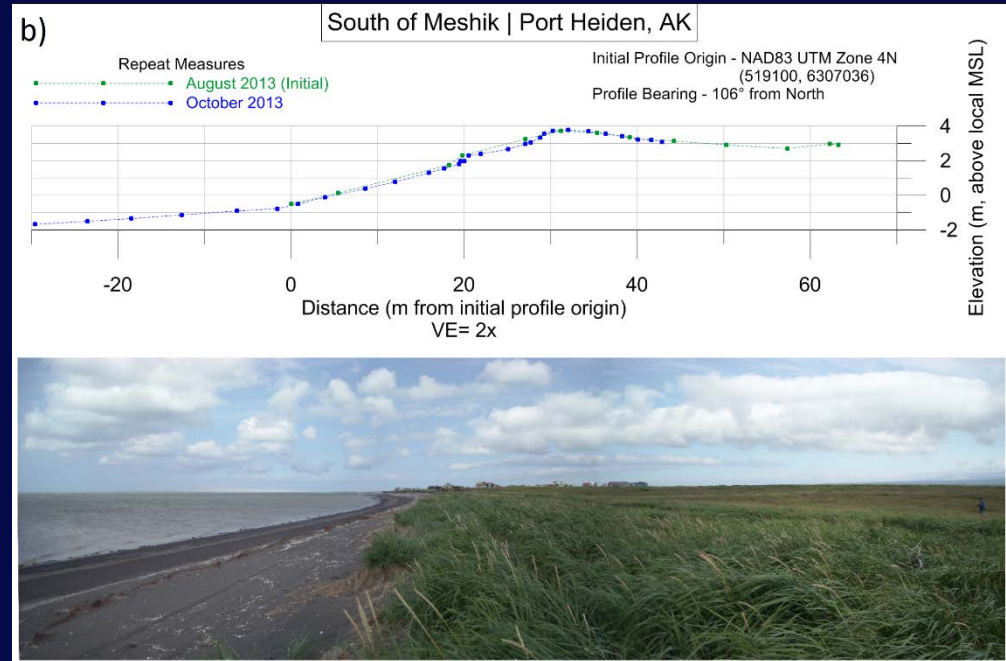 b)
South of Meshik | Port Heiden, AK
Repeat Measures
August 2013 (Initial)
October 2013
Initial Profile Origin - NAD83 UTM Zone 4N
(519100, 6307036)
Profile Bearing - 106° from North
4
2
0
-2
Elevation (m, above local MSL)
-20
0
20
40
60
Distance (m from initial profile origin)
VE= 2x